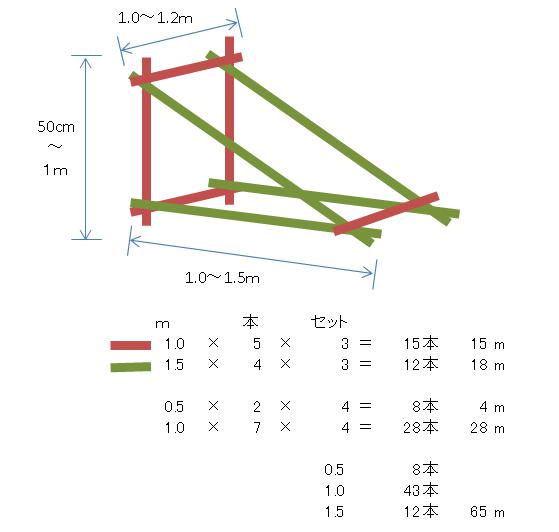 1.0～1.2m
50cm
～
1m
1.0～1.5m
m 本 セット
1.0 × 5 × 3 = 15本 15 m
1.5 × 4 × 3 = 12本 18 m
0.5 × 2 × 4 = 8本 4 m
1.0 × 7 × 4 = 28本 28 m
0.5 8本
1.0 43本
1.5 12本 65 m